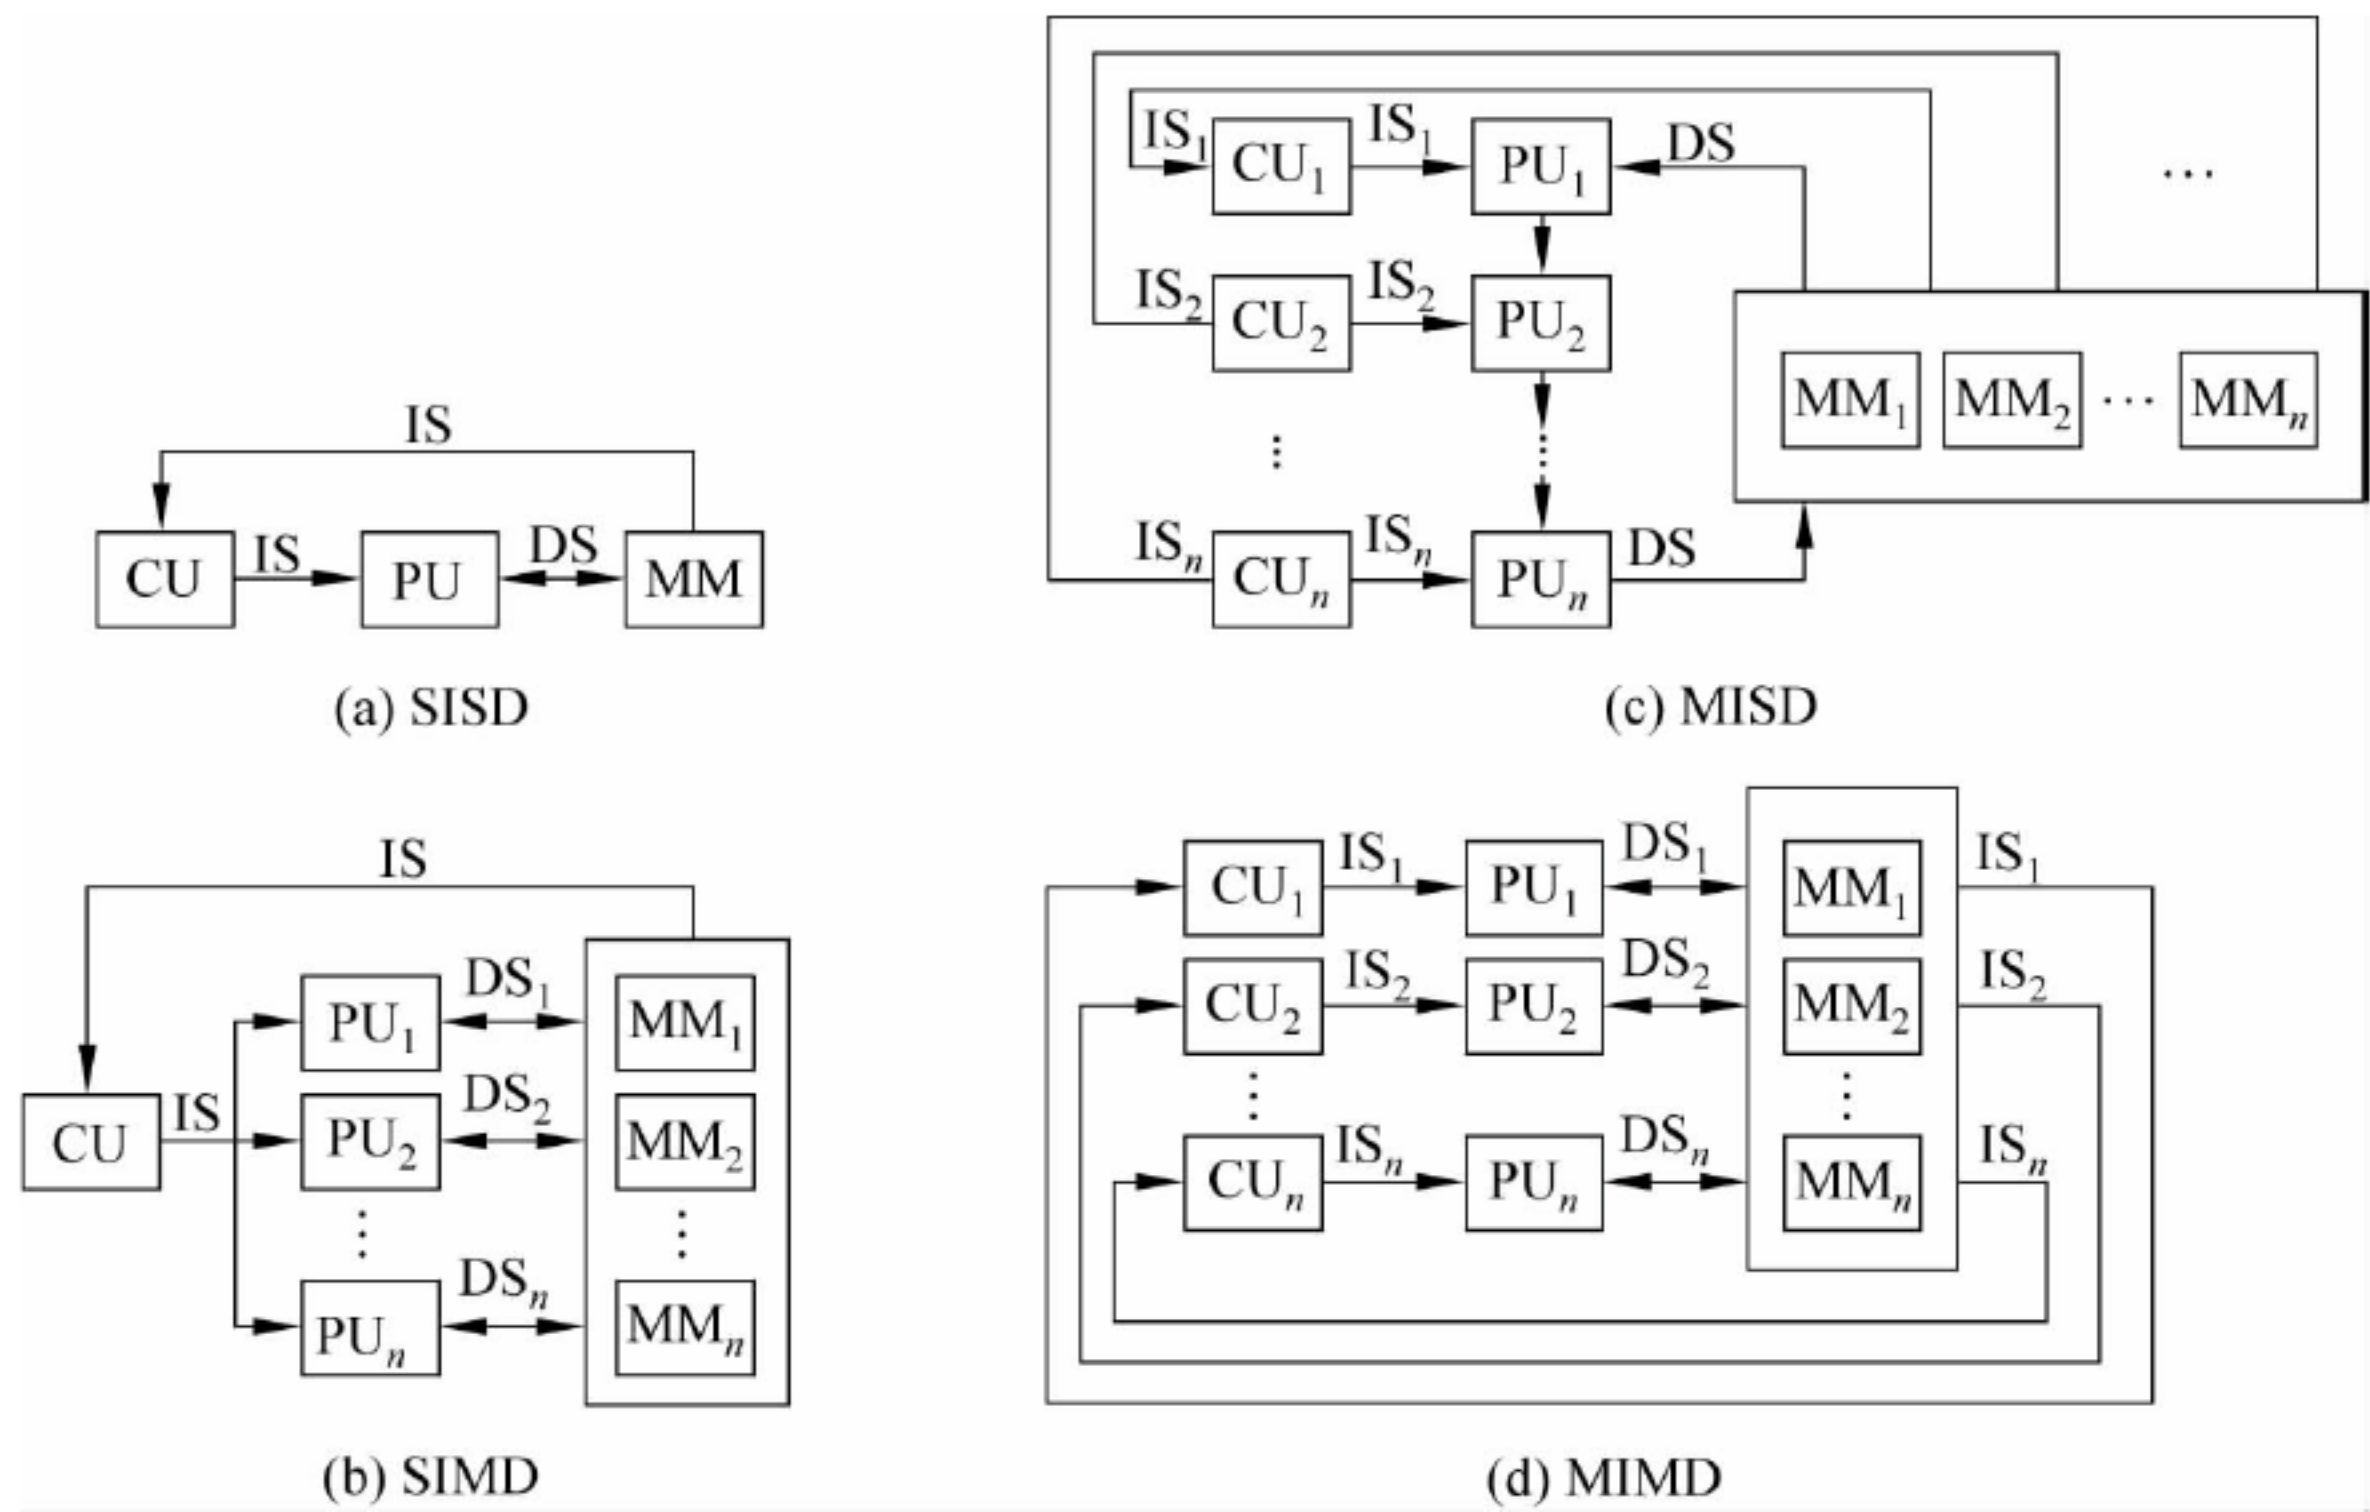 IS
CU IS PU DS MM
(a) SISD
IS₁ CU₁ IS₁ PU₁ DS ...
IS₂ CU₂ IS₂ PU₂
MM₁ MM₂ ... MMₙ
ISₙ CUₙ ISₙ PUₙ DS
(c) MISD
IS
PU₁ DS₁ MM₁
CU IS PU₂ DS₂ MM₂
PUₙ DSₙ MMₙ
(b) SIMD
CU₁ IS₁ PU₁ DS₁ MM₁ IS₁
CU₂ IS₂ PU₂ DS₂ MM₂ IS₂
CUₙ ISₙ PUₙ DSₙ MMₙ ISₙ
(d) MIMD